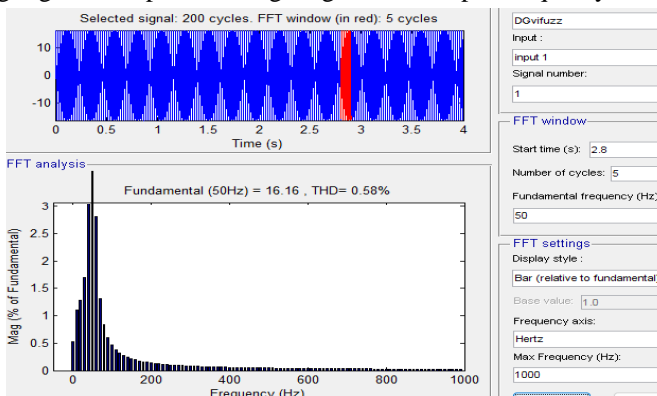 Selected signal: 200 cycles. FFT window (in red): 5 cycles
10
0
-10
0 0.5 1 1.5 2 2.5 3 3.5 4
Time (s)
FFT analysis
Fundamental (50Hz) = 16.16 , THD= 0.58%
Mag (% of Fundamental)
3
2.5
2
1.5
1
0.5
0
0 200 400 600 800 1000
Frequency (Hz)
DGvifuzz
Input :
input 1
Signal number:
1
FFT window
Start time (s): 2.8
Number of cycles: 5
Fundamental frequency (Hz)
50
FFT settings
Display style :
Bar (relative to fundamental)
Base value: 1.0
Frequency axis:
Hertz
Max Frequency (Hz):
1000